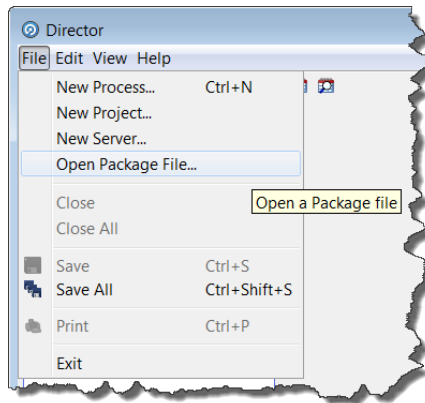 Director
File Edit View Help
New Process... Ctrl+N
New Project...
New Server...
Open Package File...
Open a Package file
Close
Close All
Save Ctrl+S
Save All Ctrl+Shift+S
Print Ctrl+P
Exit